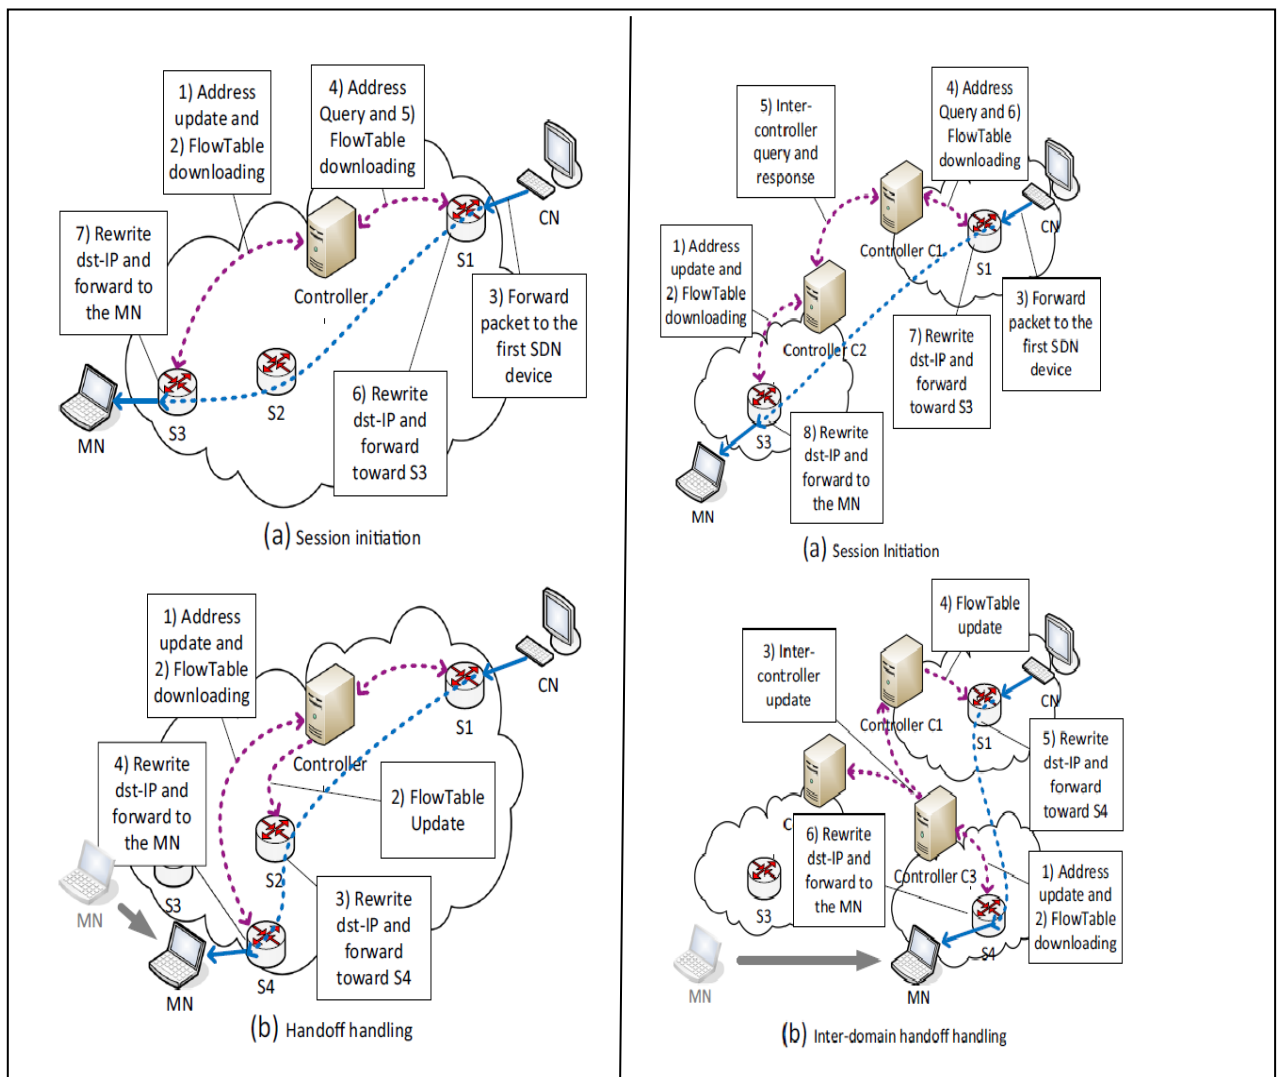 1) Address
update and
2) FlowTable
downloading
4) Address
Query and 5)
FlowTable
downloading
CN
S1
7) Rewrite
dst-IP and
forward to
the MN
Controller
3) Forward
packet to the
first SDN
device
S2
6) Rewrite
dst-IP and
forward
toward S3
S3
MN
(a) Session initiation
1) Address
update and
2) FlowTable
downloading
CN
S1
Controller
4) Rewrite
dst-IP and
forward to
the MN
2) FlowTable
Update
S2
S3
MN
3) Rewrite
dst-IP and
forward
toward S4
S4
MN
(b) Handoff handling
5) Inter-
controller
query and
response
4) Address
Query and 6)
FlowTable
downloading
CN
Controller C1
S1
1) Address
update and
2) FlowTable
downloading
3) Forward
packet to the
first SDN
device
Controller C2
7) Rewrite
dst-IP and
forward
toward S3
S3
8) Rewrite
dst-IP and
forward to
the MN
MN
(a) Session Initiation
4) FlowTable
update
3) Inter-
controller
update
CN
Controller C1
S1
5) Rewrite
dst-IP and
forward
toward S4
6) Rewrite
dst-IP and
forward to
the MN
Controller C3
1) Address
update and
2) FlowTable
downloading
S3
S4
MN
MN
(b) Inter-domain handoff handling